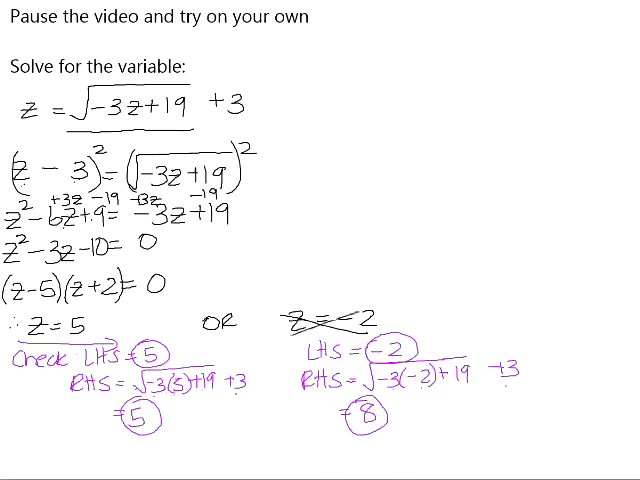 Pause the video and try on your own
Solve for the variable:
z = √(-3z+19) +3
(z - 3)² = (√(-3z+19))²
+3z -19 +3z -19
z² - 6z + 9 = -3z + 19
z² - 3z - 10 = 0
(z-5)(z+2) = 0
∴ z = 5 OR z = -2
Check LHS = 5 LHS = -2
RHS = √(-3(5)+19) +3 RHS = √(-3(-2)+19) +3
= 5 = 8